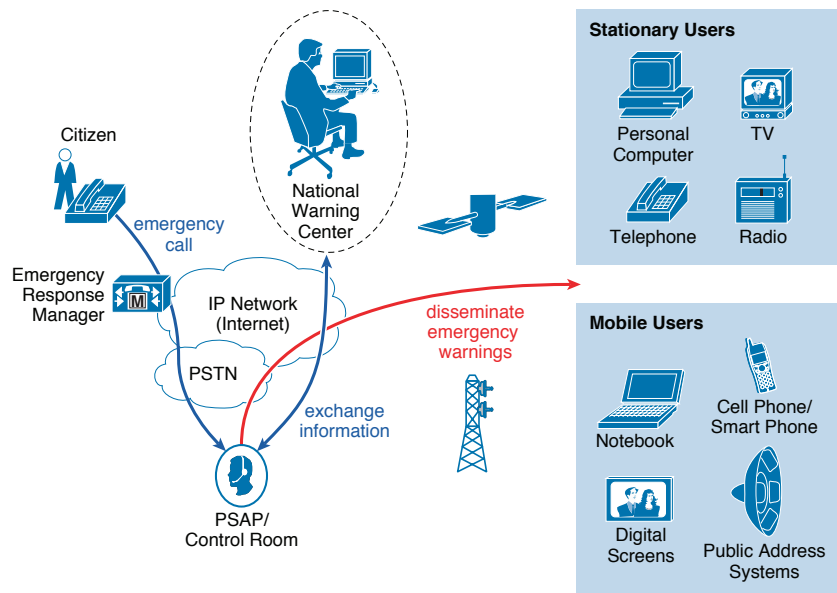 Citizen
emergency
call
Emergency
Response
Manager
M
IP Network
(Internet)
PSTN
National
Warning
Center
exchange
information
PSAP/
Control Room
disseminate
emergency
warnings
Stationary Users
Personal
Computer
TV
Telephone
Radio
Mobile Users
Notebook
Cell Phone/
Smart Phone
Digital
Screens
Public Address
Systems